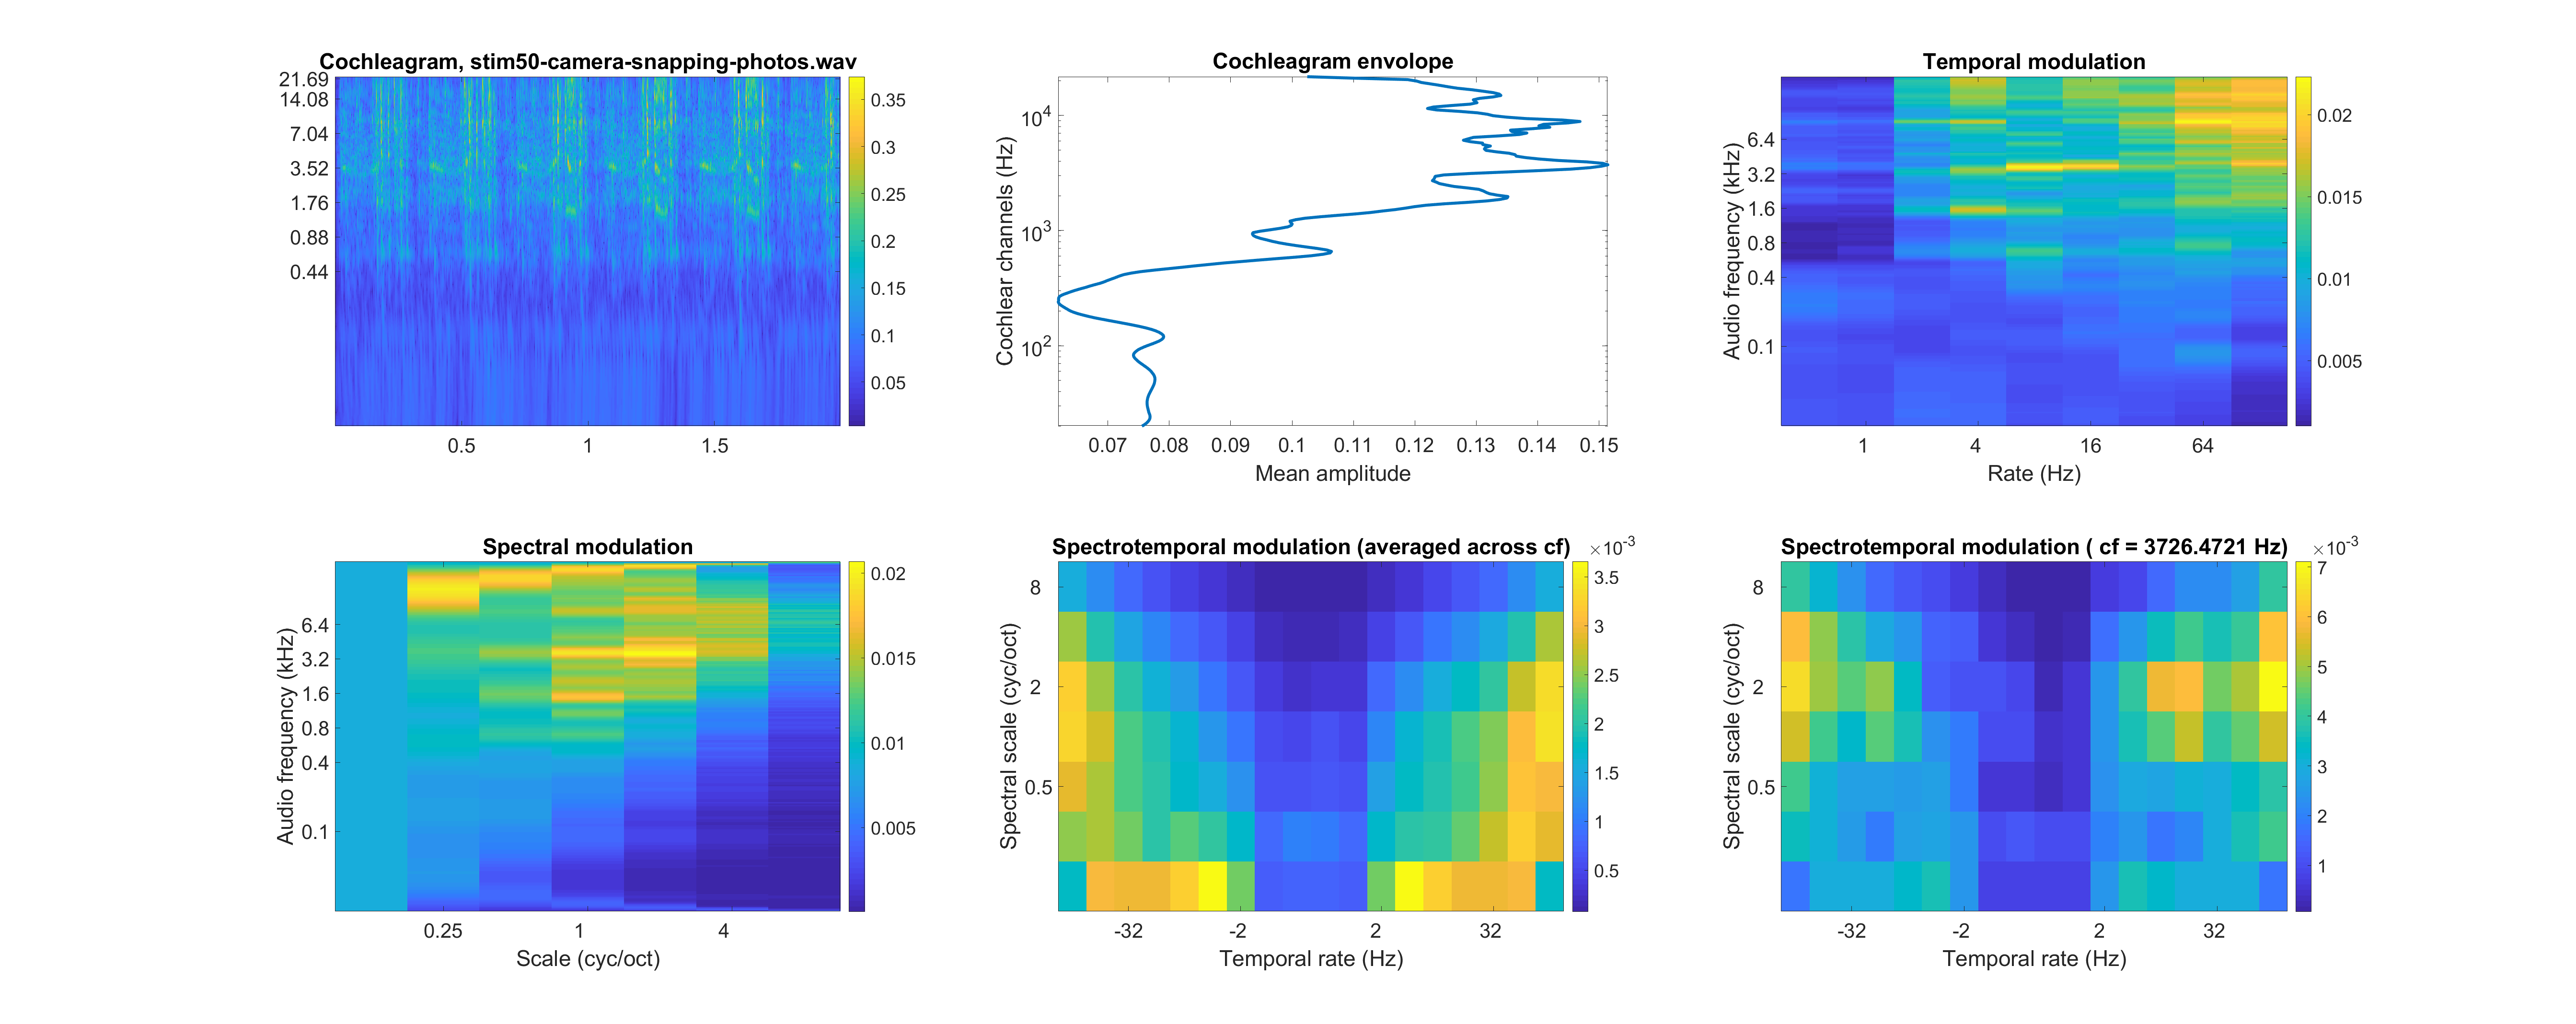 Cochleagram, stim50-camera-snapping-photos.wav
21.69
14.08
7.04
3.52
1.76
0.88
0.44
0.5
1
1.5
0.35
0.3
0.25
0.2
0.15
0.1
0.05
Cochleagram envolope
Cochlear channels (Hz)
10^4
10^3
10^2
0.07 0.08 0.09 0.1 0.11 0.12 0.13 0.14 0.15
Mean amplitude
Temporal modulation
Audio frequency (kHz)
6.4
3.2
1.6
0.8
0.4
0.1
1 4 16 64
Rate (Hz)
0.02
0.015
0.01
0.005
Spectral modulation
Audio frequency (kHz)
6.4
3.2
1.6
0.8
0.4
0.1
0.25 1 4
Scale (cyc/oct)
0.02
0.015
0.01
0.005
Spectrotemporal modulation (averaged across cf)
×10^-3
Spectral scale (cyc/oct)
8
2
0.5
-32 -2 2 32
Temporal rate (Hz)
3.5
3
2.5
2
1.5
1
0.5
Spectrotemporal modulation ( cf = 3726.4721 Hz)
×10^-3
Spectral scale (cyc/oct)
8
2
0.5
-32 -2 2 32
Temporal rate (Hz)
7
6
5
4
3
2
1